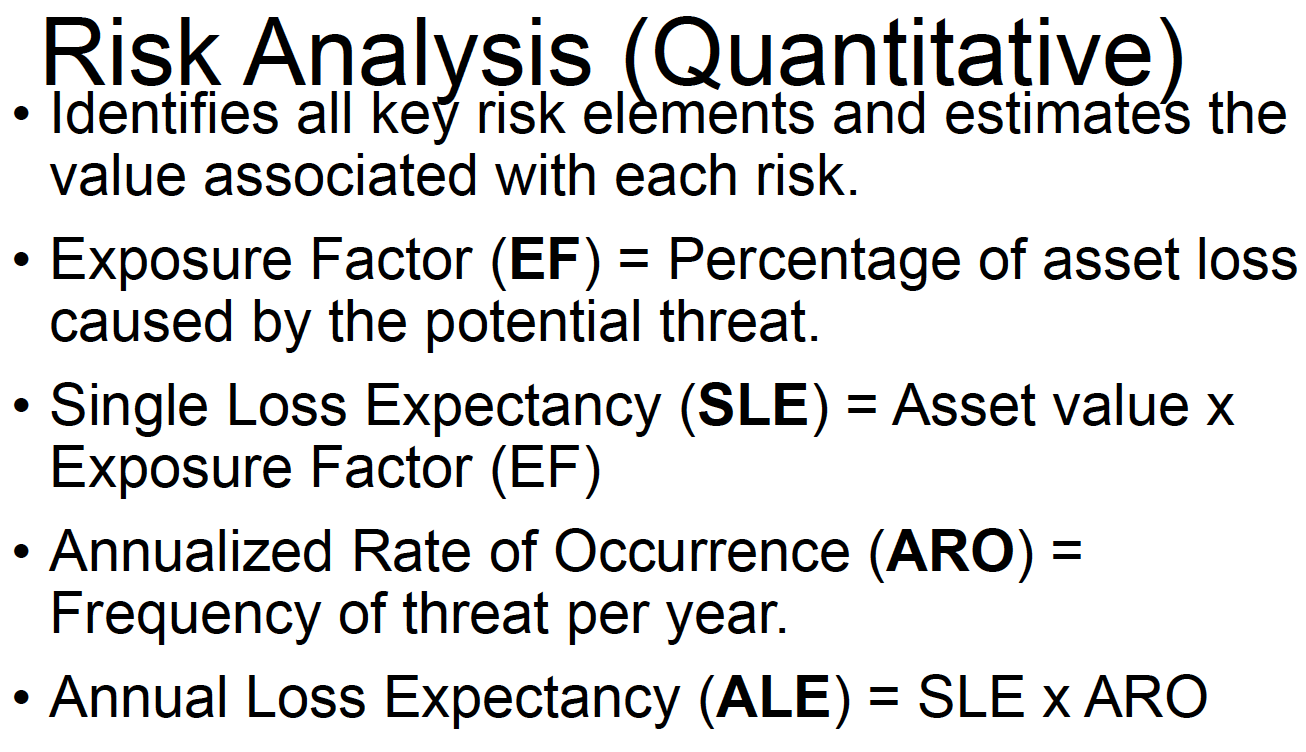 Risk Analysis (Quantitative)
• Identifies all key risk elements and estimates the
value associated with each risk.
• Exposure Factor (EF) = Percentage of asset loss
caused by the potential threat.
• Single Loss Expectancy (SLE) = Asset value x
Exposure Factor (EF)
• Annualized Rate of Occurrence (ARO) =
Frequency of threat per year.
• Annual Loss Expectancy (ALE) = SLE x ARO